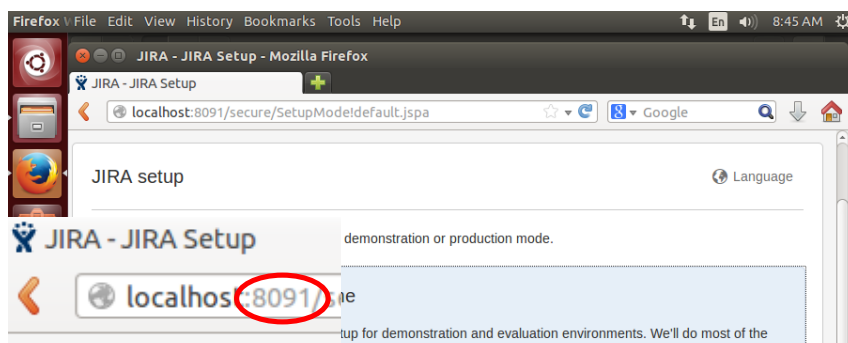 Firefox File Edit View History Bookmarks Tools Help En 8:45 AM
JIRA - JIRA Setup - Mozilla Firefox
JIRA - JIRA Setup
localhost:8091/secure/SetupMode!default.jspa Google
JIRA setup Language
demonstration or production mode.
JIRA - JIRA Setup
localhost:8091/
tup for demonstration and evaluation environments. We'll do most of the